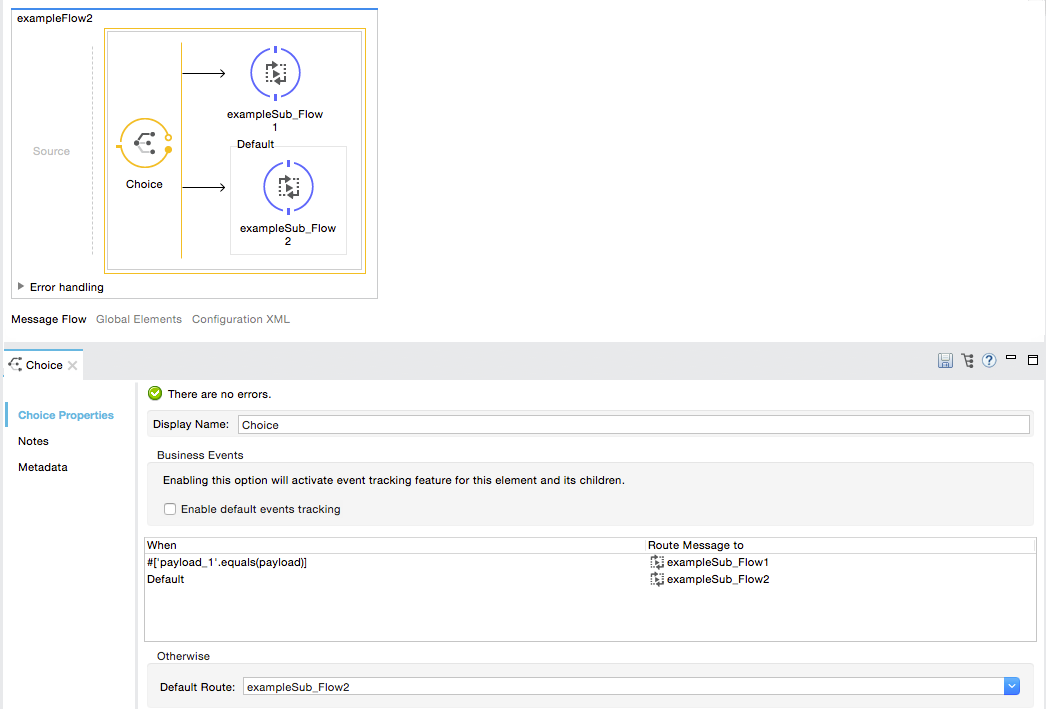 exampleFlow2
Source
Choice
exampleSub_Flow
1
Default
exampleSub_Flow
2
Error handling
Message Flow Global Elements Configuration XML
Choice
There are no errors.
Choice Properties
Notes
Metadata
Display Name: Choice
Business Events
Enabling this option will activate event tracking feature for this element and its children.
Enable default events tracking
When Route Message to
#['payload_1'.equals(payload)] exampleSub_Flow1
Default exampleSub_Flow2
Otherwise
Default Route: exampleSub_Flow2